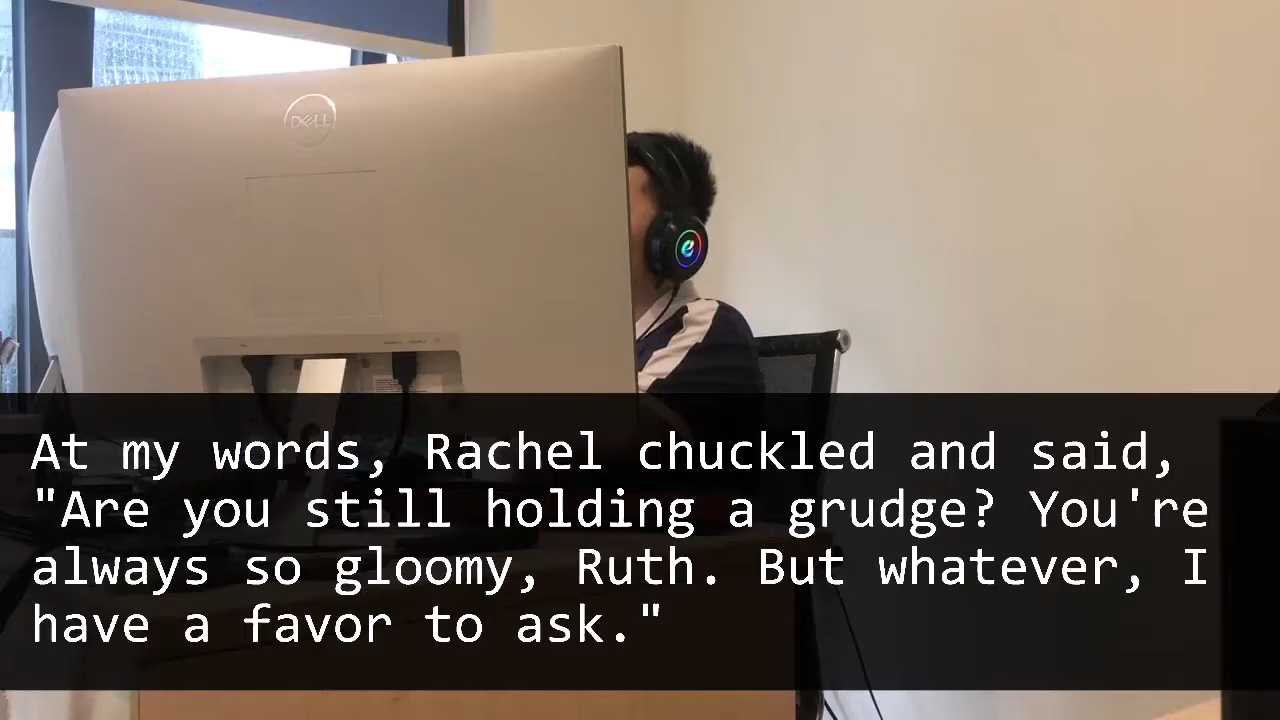 DELL
At my words, Rachel chuckled and said,
"Are you still holding a grudge? You're
always so gloomy, Ruth. But whatever, I
have a favor to ask."